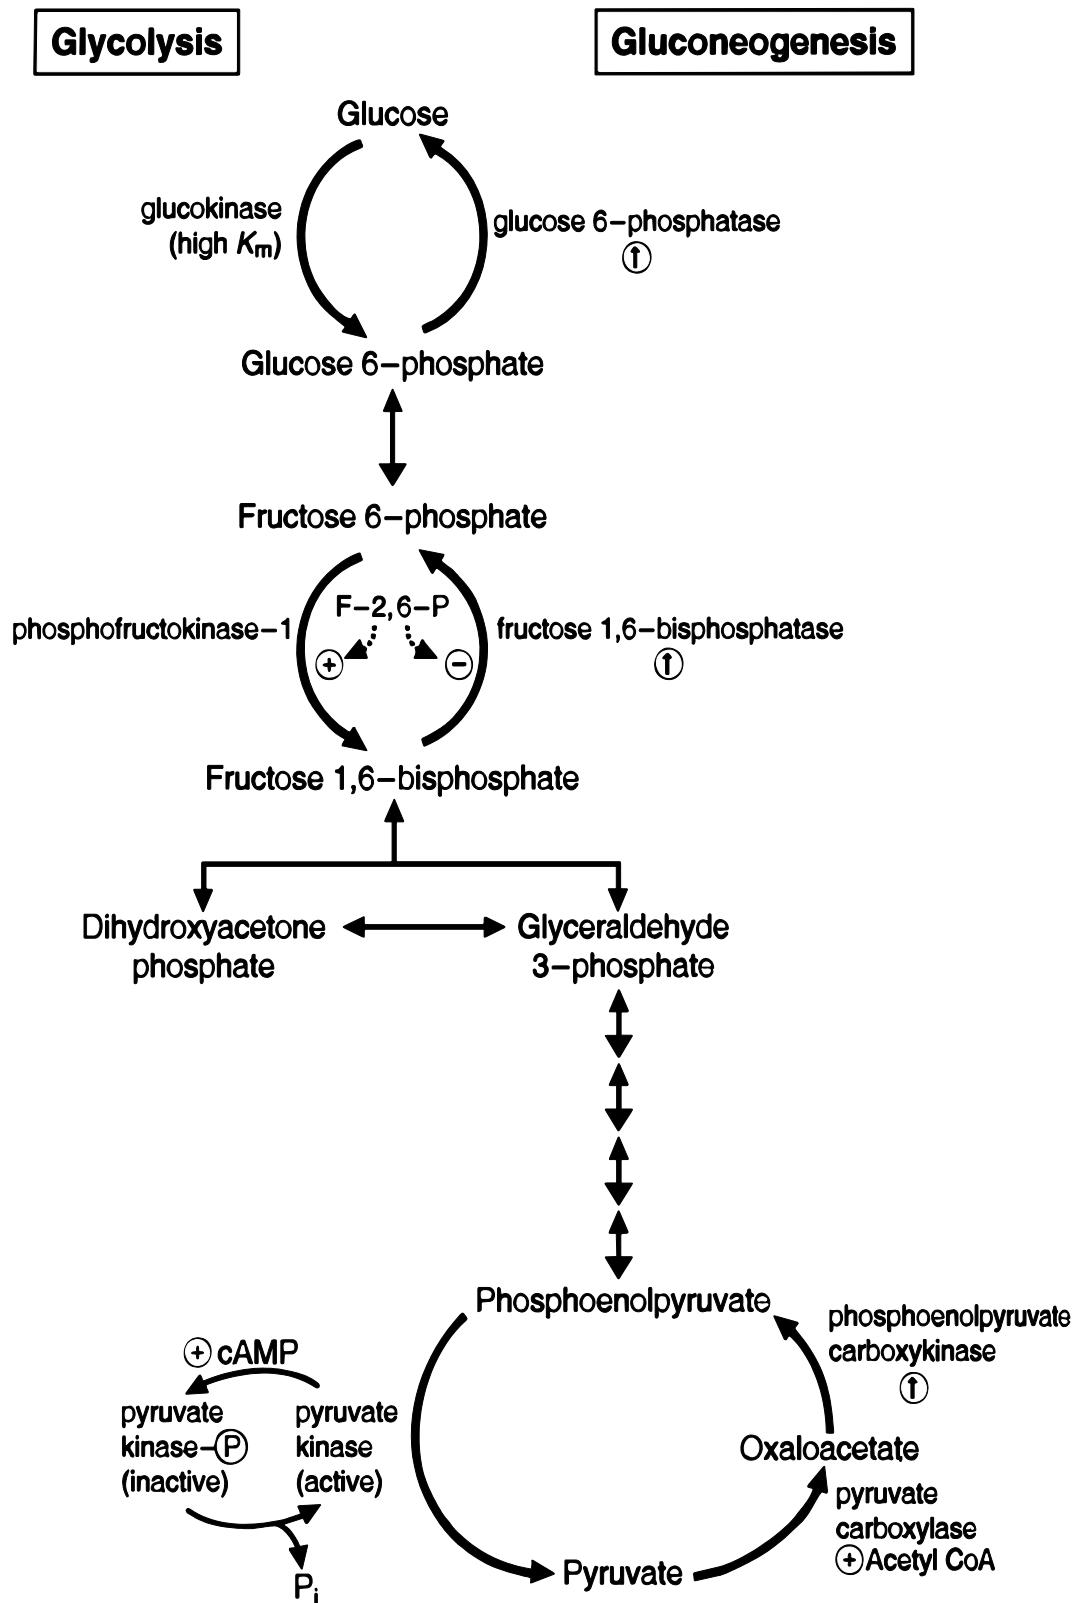 Glycolysis
Gluconeogenesis
Glucose
glucokinase
(high Km)
glucose 6–phosphatase
↑
Glucose 6–phosphate
Fructose 6–phosphate
F–2,6–P
phosphofructokinase–1
fructose 1,6–bisphosphatase
+
−
↑
Fructose 1,6–bisphosphate
Dihydroxyacetone
phosphate
Glyceraldehyde
3–phosphate
Phosphoenolpyruvate
phosphoenolpyruvate
carboxykinase
↑
+ cAMP
pyruvate
kinase–P
(inactive)
pyruvate
kinase
(active)
Oxaloacetate
pyruvate
carboxylase
+ Acetyl CoA
Pyruvate
Pi